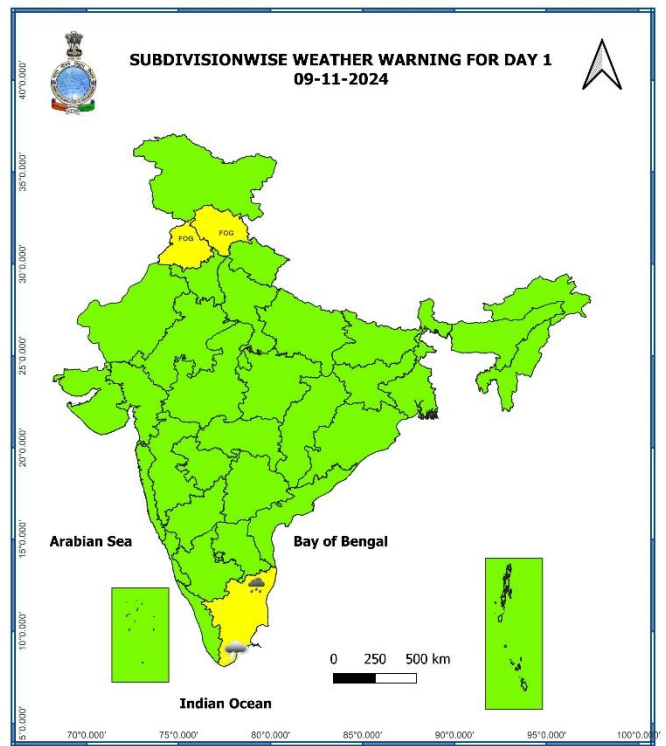 SUBDIVISIONWISE WEATHER WARNING FOR DAY 1
09-11-2024
40°0.000'
35°0.000'
FOG
FOG
30°0.000'
25°0.000'
20°0.000'
15°0.000'
Arabian Sea
Bay of Bengal
10°0.000'
0 250 500 km
Indian Ocean
5°0.000'
70°0.000' 75°0.000' 80°0.000' 85°0.000' 90°0.000' 95°0.000' 100°0.000'